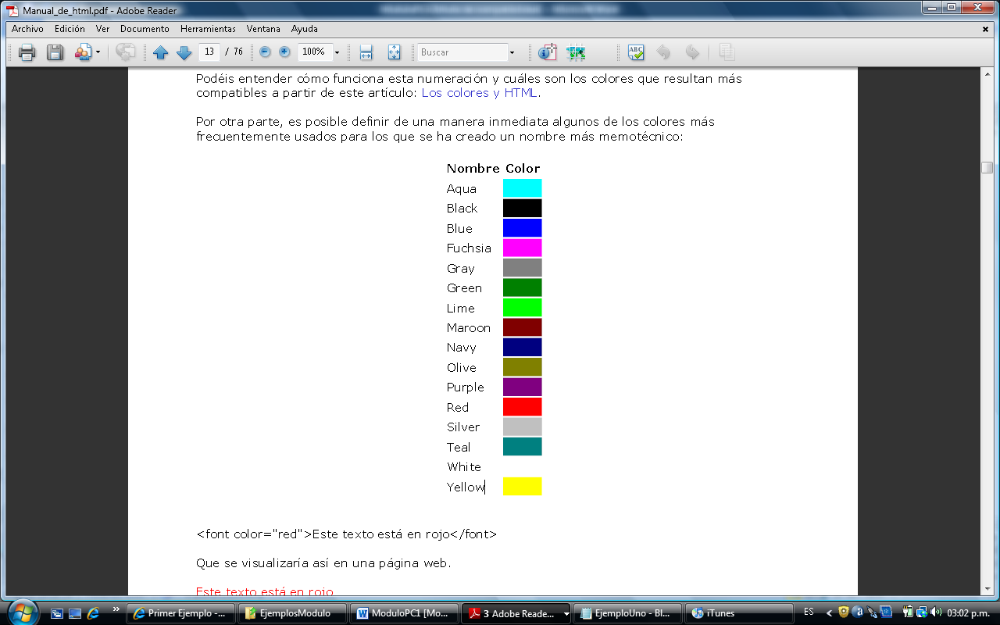 Manual_de_html.pdf - Adobe Reader
Archivo Edición Ver Documento Herramientas Ventana Ayuda
13 / 76 100% Buscar
Podéis entender cómo funciona esta numeración y cuáles son los colores que resultan más
compatibles a partir de este artículo: Los colores y HTML.
Por otra parte, es posible definir de una manera inmediata algunos de los colores más
frecuentemente usados para los que se ha creado un nombre más memotécnico:
Nombre Color
Aqua
Black
Blue
Fuchsia
Gray
Green
Lime
Maroon
Navy
Olive
Purple
Red
Silver
Teal
White
Yellow
<font color="red">Este texto está en rojo</font>
Que se visualizaría así en una página web.
Este texto está en rojo
Primer Ejemplo -... EjemplosModulo ModuloPC1 [Mo... 3 Adobe Reade... EjemploUno - Bl... iTunes ES 03:02 p.m.